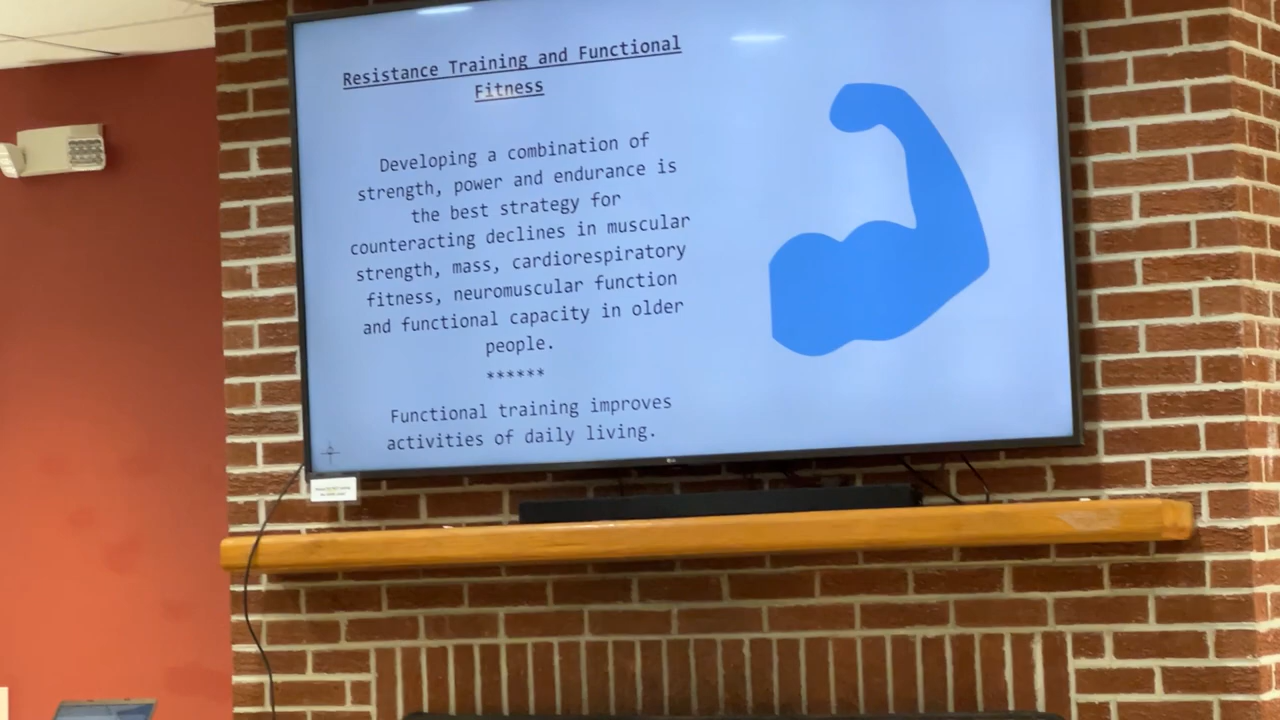 Resistance Training and Functional
Fitness
Developing a combination of
strength, power and endurance is
the best strategy for
counteracting declines in muscular
strength, mass, cardiorespiratory
fitness, neuromuscular function
and functional capacity in older
people.
******
Functional training improves
activities of daily living.
LG